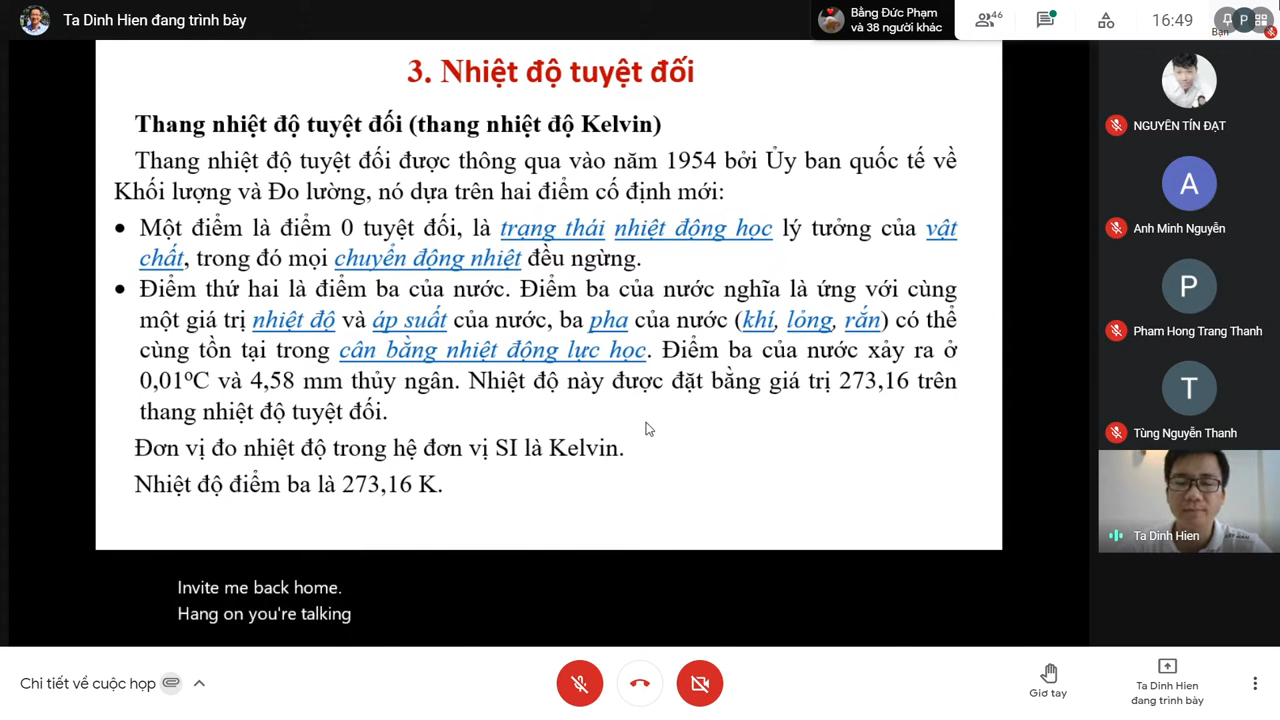 Ta Dinh Hien đang trình bày
Bằng Đức Phạm
và 38 người khác
46
16:49
P
Bạn
3. Nhiệt độ tuyệt đối
Thang nhiệt độ tuyệt đối (thang nhiệt độ Kelvin)
Thang nhiệt độ tuyệt đối được thông qua vào năm 1954 bởi Ủy ban quốc tế về
Khối lượng và Đo lường, nó dựa trên hai điểm cố định mới:
• Một điểm là điểm 0 tuyệt đối, là trạng thái nhiệt động học lý tưởng của vật
chất, trong đó mọi chuyển động nhiệt đều ngừng.
• Điểm thứ hai là điểm ba của nước. Điểm ba của nước nghĩa là ứng với cùng
một giá trị nhiệt độ và áp suất của nước, ba pha của nước (khí, lỏng, rắn) có thể
cùng tồn tại trong cân bằng nhiệt động lực học. Điểm ba của nước xảy ra ở
0,01ºC và 4,58 mm thủy ngân. Nhiệt độ này được đặt bằng giá trị 273,16 trên
thang nhiệt độ tuyệt đối.
Đơn vị đo nhiệt độ trong hệ đơn vị SI là Kelvin.
Nhiệt độ điểm ba là 273,16 K.
NGUYÊN TÍN ĐẠT
A
Anh Minh Nguyễn
P
Pham Hong Trang Thanh
T
Tùng Nguyễn Thanh
Ta Dinh Hien
Invite me back home.
Hang on you're talking
Chi tiết về cuộc họp
Giơ tay
Ta Dinh Hien
đang trình bày